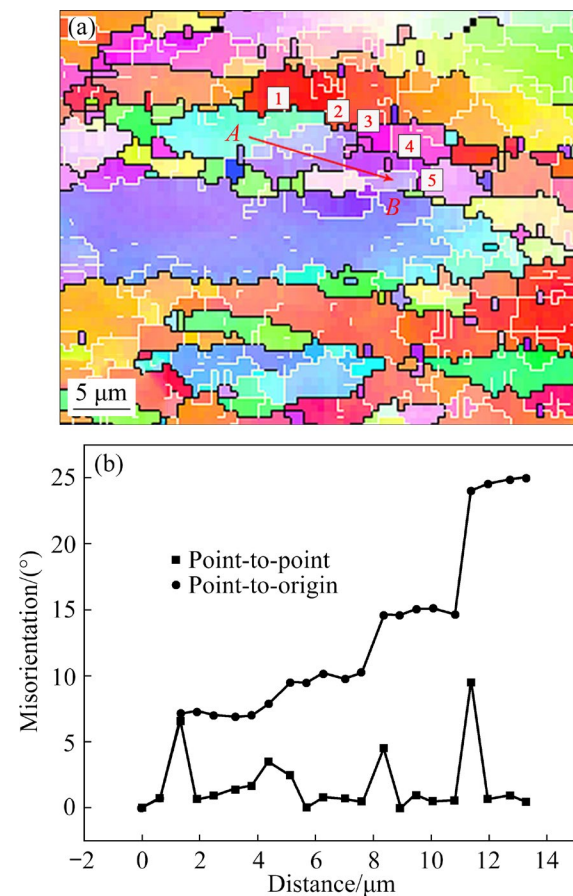 (a)
1
2
3
A
4
5
B
5 μm
(b)
25
Point-to-point
Point-to-origin
20
15
10
5
0
Misorientation/(°)
−2 0 2 4 6 8 10 12 14
Distance/μm